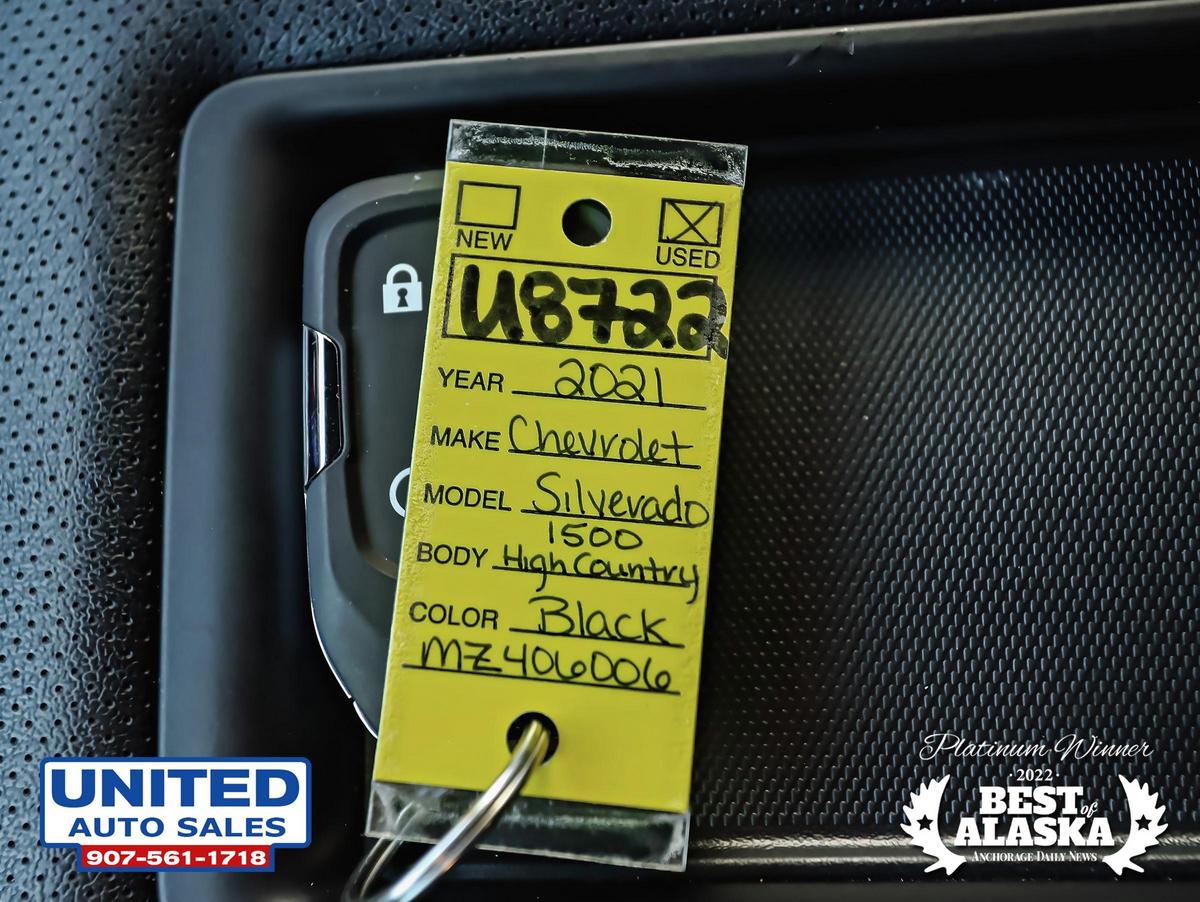 NEW
USED
U8722
YEAR 2021
MAKE Chevrolet
MODEL Silverado
1500
BODY High Country
COLOR Black
MZ406006
UNITED
AUTO SALES
907-561-1718
Platinum Winner
·2022·
BEST of
ALASKA
ANCHORAGE DAILY NEWS